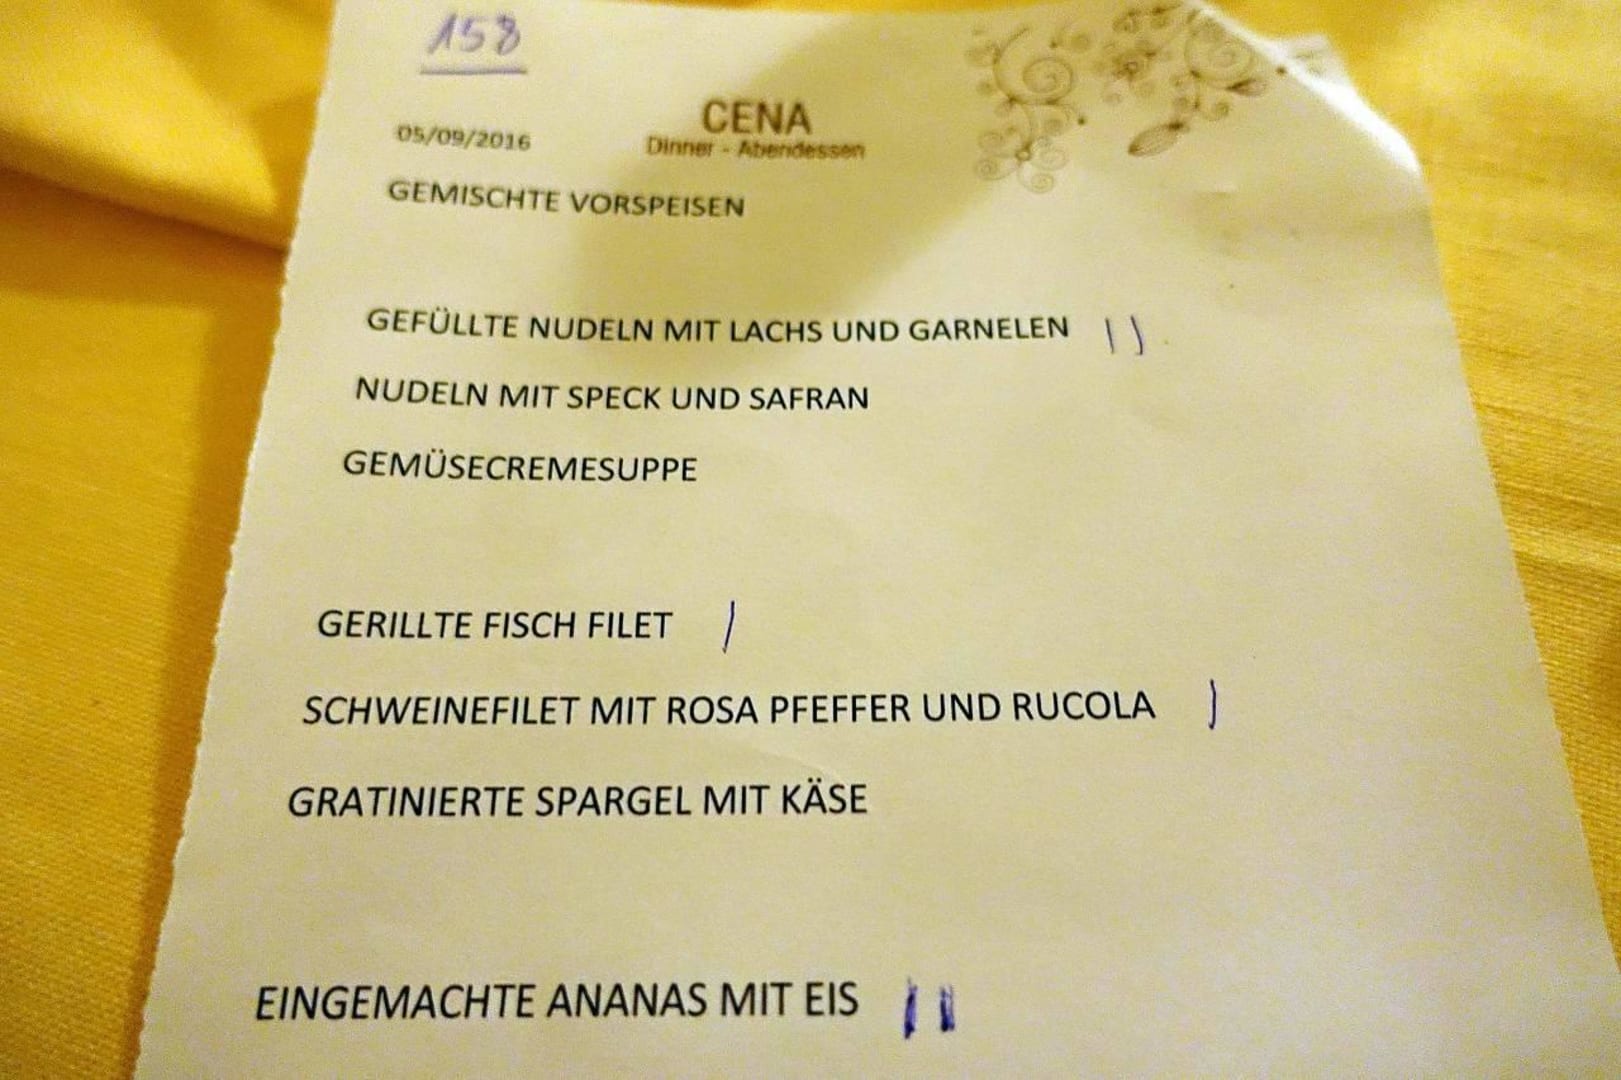 158
CENA
05/09/2016
Dinner - Abendessen
GEMISCHTE VORSPEISEN
GEFÜLLTE NUDELN MIT LACHS UND GARNELEN ||
NUDELN MIT SPECK UND SAFRAN
GEMÜSECREMESUPPE
GERILLTE FISCH FILET |
SCHWEINEFILET MIT ROSA PFEFFER UND RUCOLA |
GRATINIERTE SPARGEL MIT KÄSE
EINGEMACHTE ANANAS MIT EIS ||